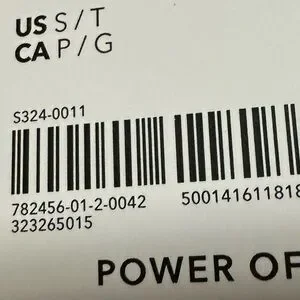 US S / T
CA P / G
S324-0011
782456-01-2-0042
323265015
500141611818
POWER OF